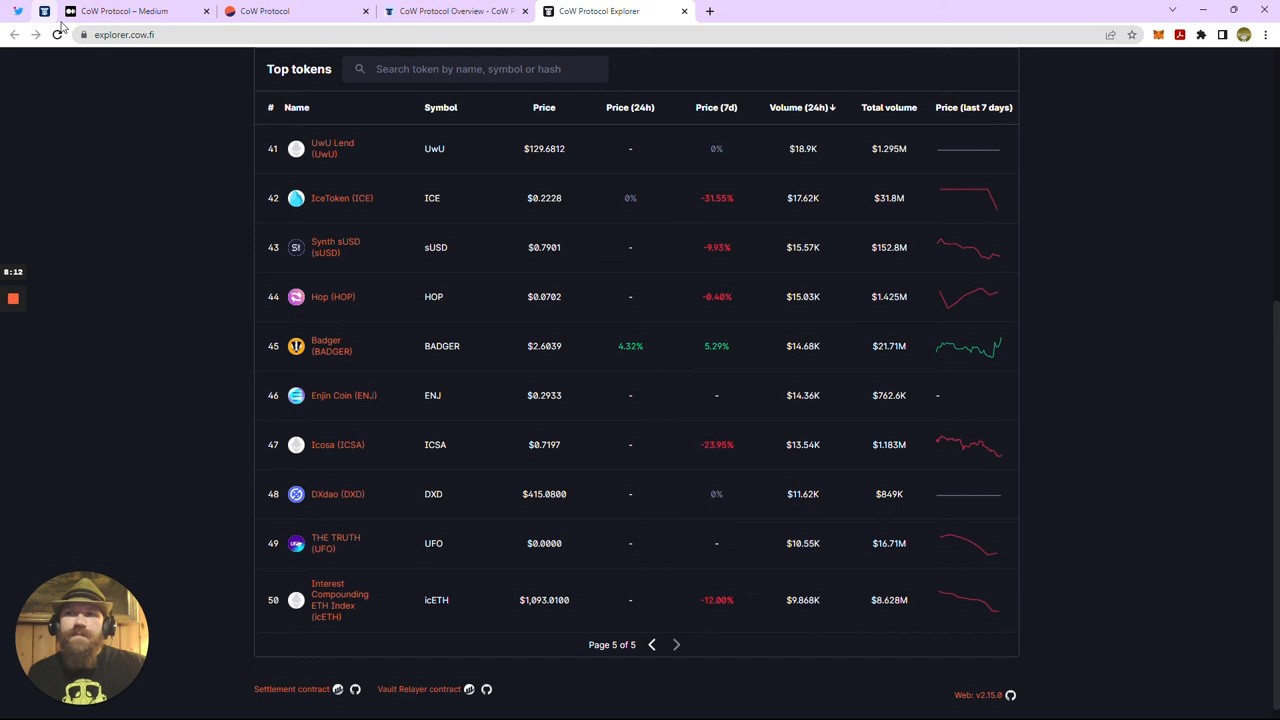 CoW Protocol – Medium
CoW Protocol
CoW Protocol Overview - CoW P
CoW Protocol Explorer
explorer.cow.fi
Top tokens
Search token by name, symbol or hash
# Name Symbol Price Price (24h) Price (7d) Volume (24h) Total volume Price (last 7 days)
41 UwU Lend (UwU) UwU $129.6812 - 0% $18.9K $1.295M
42 IceToken (ICE) ICE $0.2228 0% -31.55% $17.62K $31.8M
8:12
43 Synth sUSD (sUSD) sUSD $0.7901 - -9.93% $15.57K $152.8M
44 Hop (HOP) HOP $0.0702 - -0.40% $15.03K $1.425M
45 Badger (BADGER) BADGER $2.6039 4.32% 5.29% $14.68K $21.71M
46 Enjin Coin (ENJ) ENJ $0.2933 - - $14.36K $762.6K -
47 Icosa (ICSA) ICSA $0.7197 - -23.95% $13.54K $1.183M
48 DXdao (DXD) DXD $415.0800 - 0% $11.62K $849K
49 THE TRUTH (UFO) UFO $0.0000 - - $10.55K $16.71M
50 Interest Compounding ETH Index (icETH) icETH $1,093.0100 - -12.00% $9.868K $8.628M
Page 5 of 5
Settlement contract Vault Relayer contract
Web: v2.15.0